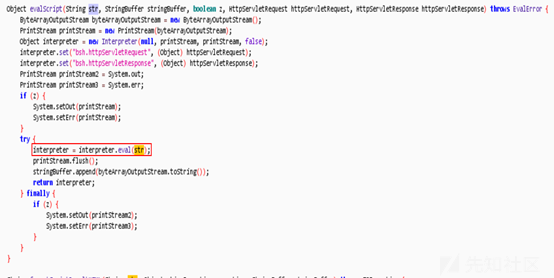 Object evalScript(String str, StringBuffer stringBuffer, boolean z, HttpServletRequest httpServletRequest, HttpServletResponse httpServletResponse) throws EvalError {
ByteArrayOutputStream byteArrayOutputStream = new ByteArrayOutputStream();
PrintStream printStream = new PrintStream(byteArrayOutputStream);
Object interpreter = new Interpreter(null, printStream, printStream, false);
interpreter.set("bsh.httpServletRequest", (Object) httpServletRequest);
interpreter.set("bsh.httpServletResponse", (Object) httpServletResponse);
PrintStream printStream2 = System.out;
PrintStream printStream3 = System.err;
if (z) {
System.setOut(printStream);
System.setErr(printStream);
}
try {
interpreter = interpreter.eval(str);
printStream.flush();
stringBuffer.append(byteArrayOutputStream.toString());
return interpreter;
} finally {
if (z) {
System.setOut(printStream2);
System.setErr(printStream3);
}
}
}
先知社区